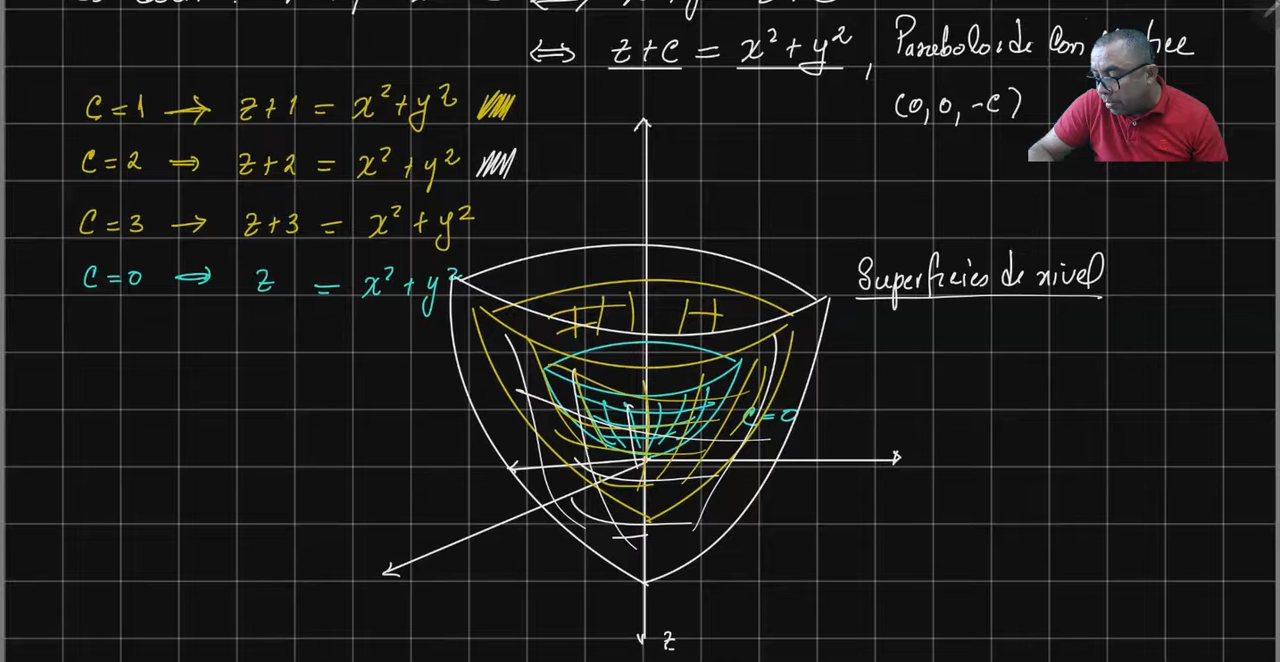 ⟺ z+c = x²+y², Paraboloide Con
(0,0,-c)
C=1 → z+1 = x²+y²
C=2 ⇒ z+2 = x²+y²
C=3 → z+3 = x²+y²
C=0 ⇔ z = x²+y²
Superficies de nivel
C=0
z